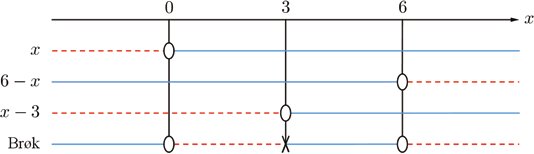 0 3 6 x
x
6 − x
x − 3
Brøk